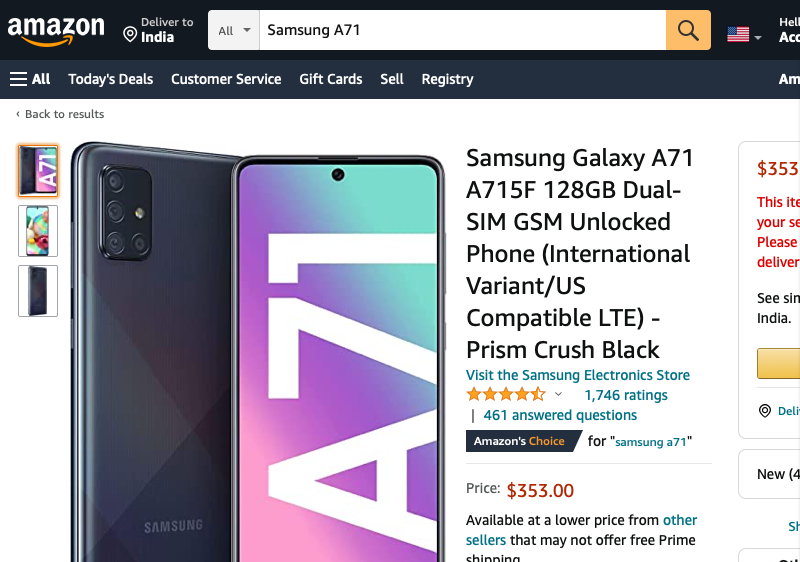 amazon
Deliver to
India
All
Samsung A71
Hell
Acc
All Today's Deals Customer Service Gift Cards Sell Registry Am
‹ Back to results
A71
A71
SAMSUNG
Samsung Galaxy A71
A715F 128GB Dual-
SIM GSM Unlocked
Phone (International
Variant/US
Compatible LTE) -
Prism Crush Black
Visit the Samsung Electronics Store
1,746 ratings
| 461 answered questions
Amazon's Choice for "samsung a71"
Price: $353.00
Available at a lower price from other
sellers that may not offer free Prime
shipping.
$353
This ite
your se
Please
deliver
See sim
India.
Deli
New (4
Sh